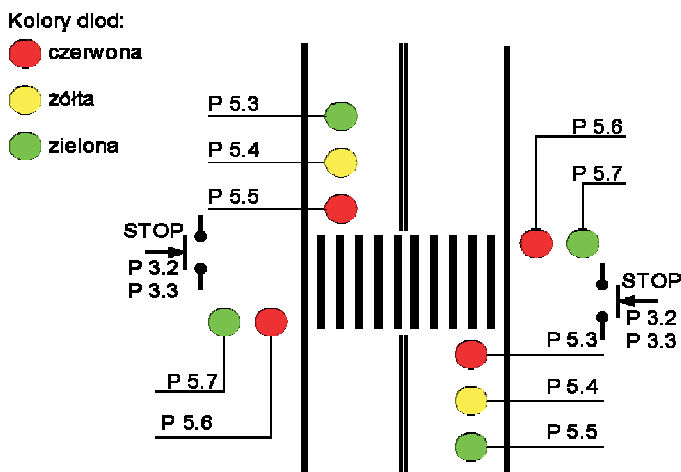 Kolory diod:
czerwona
żółta
zielona
P 5.3
P 5.4
P 5.5
STOP
P 3.2
P 3.3
P 5.7
P 5.6
P 5.6
P 5.7
STOP
P 3.2
P 3.3
P 5.3
P 5.4
P 5.5